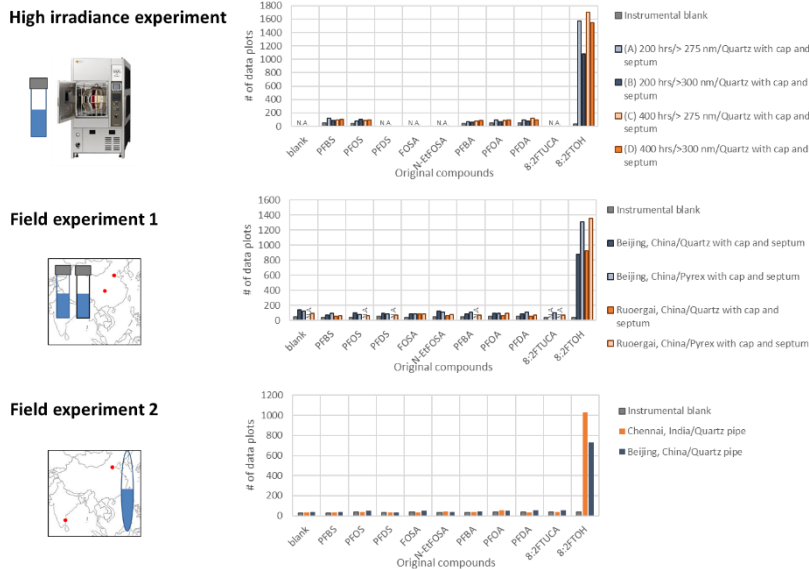 High irradiance experiment
# of data plots
1800
1600
1400
1200
1000
800
600
400
200
0
N.A.
N.A.
N.A.
N.A.
N.A.
blank
PFBS
PFOS
PFDS
FOSA
N-EtFOSA
PFBA
PFOA
PFDA
8:2FTUCA
8:2FTOH
Original compounds
Instrumental blank
(A) 200 hrs/> 275 nm/Quartz with cap and
septum
(B) 200 hrs/>300 nm/Quartz with cap and
septum
(C) 400 hrs/> 275 nm/Quartz with cap and
septum
(D) 400 hrs/>300 nm/Quartz with cap and
septum
Field experiment 1
# of data plots
1600
1400
1200
1000
800
600
400
200
0
blank
PFBS
PFOS
PFDS
FOSA
N-EtFOSA
PFBA
PFOA
PFDA
8:2FTUCA
8:2FTOH
Original compounds
Instrumental blank
Beijing, China/Quartz with cap and septum
Beijing, China/Pyrex with cap and septum
Ruoergai, China/Quartz with cap and
septum
Ruoergai, China/Pyrex with cap and septum
Field experiment 2
# of data plots
1200
1000
800
600
400
200
0
blank
PFBS
PFOS
PFDS
FOSA
N-EtFOSA
PFBA
PFOA
PFDA
8:2FTUCA
8:2FTOH
Original compounds
Instrumental blank
Chennai, India/Quartz pipe
Beijing, China/Quartz pipe